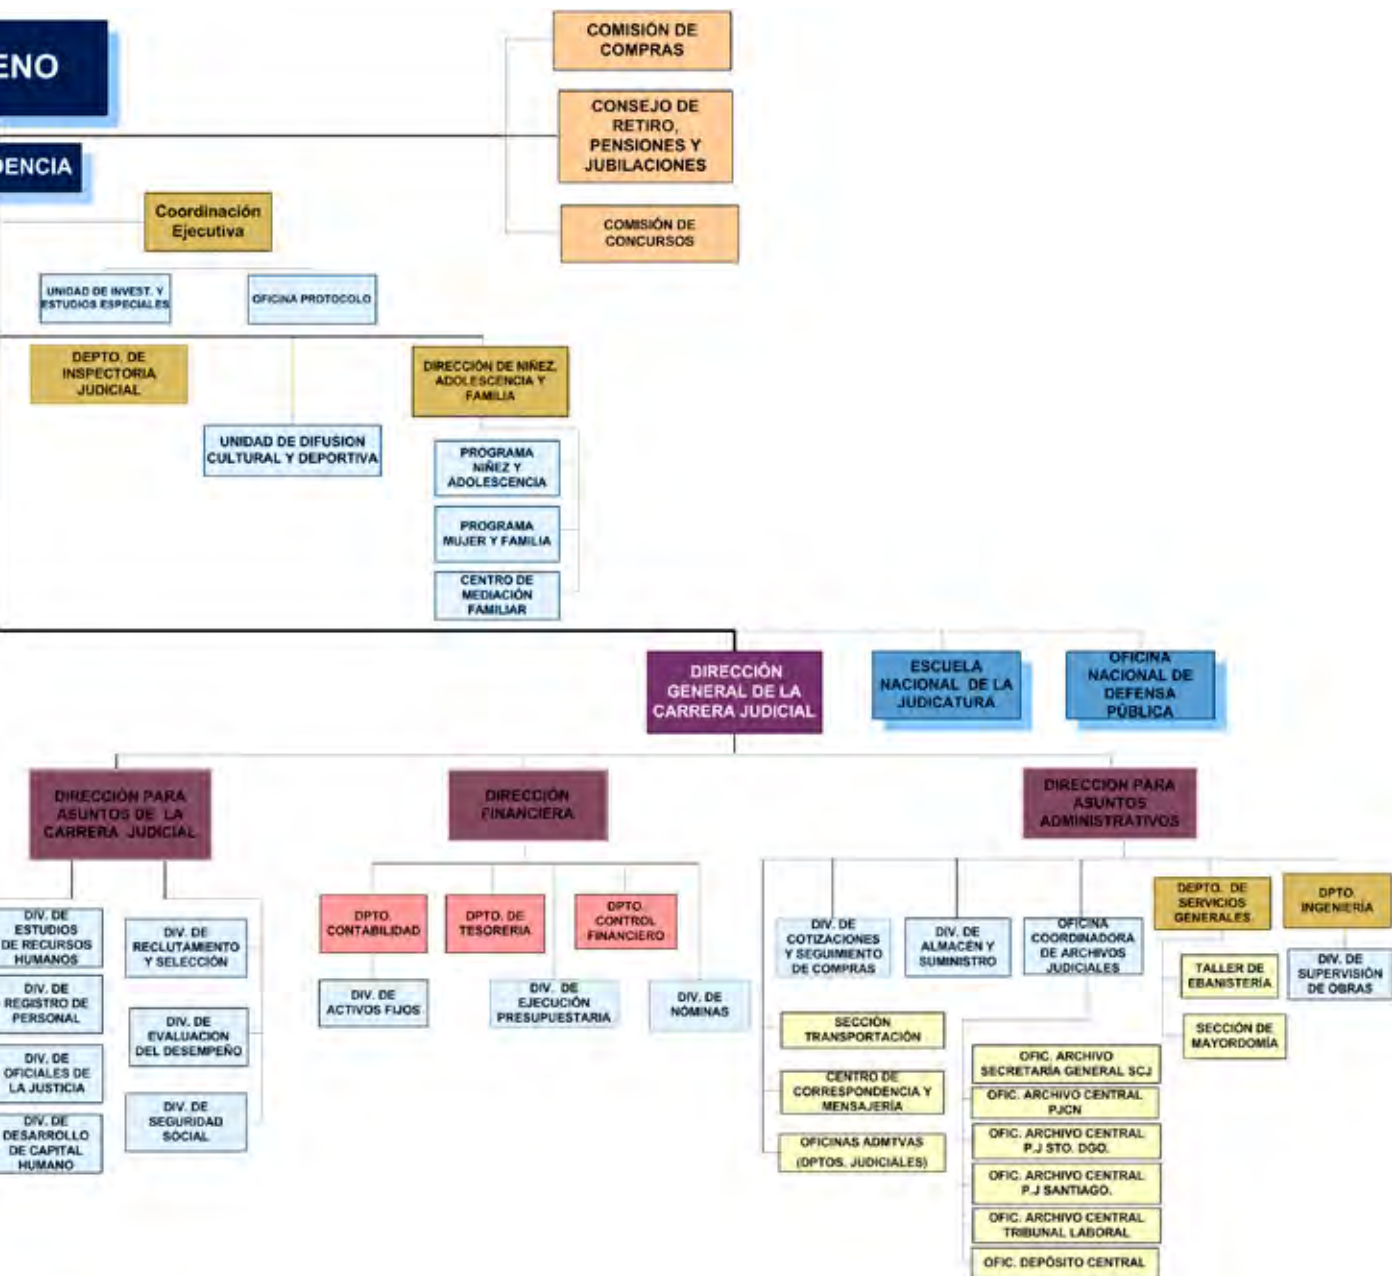 ENO
COMISIÓN DE
COMPRAS
CONSEJO DE
RETIRO,
PENSIONES Y
JUBILACIONES
DENCIA
Coordinación
Ejecutiva
COMISIÓN DE
CONCURSOS
UNIDAD DE INVEST. Y
ESTUDIOS ESPECIALES
OFICINA PROTOCOLO
DEPTO. DE
INSPECTORIA
JUDICIAL
DIRECCIÓN DE NIÑEZ,
ADOLESCENCIA Y
FAMILIA
UNIDAD DE DIFUSION
CULTURAL Y DEPORTIVA
PROGRAMA
NIÑEZ Y
ADOLESCENCIA
PROGRAMA
MUJER Y FAMILIA
CENTRO DE
MEDIACIÓN
FAMILIAR
DIRECCIÓN
GENERAL DE LA
CARRERA JUDICIAL
ESCUELA
NACIONAL DE LA
JUDICATURA
OFICINA
NACIONAL DE
DEFENSA
PÚBLICA
DIRECCIÓN PARA
ASUNTOS DE LA
CARRERA JUDICIAL
DIRECCIÓN
FINANCIERA
DIRECCION PARA
ASUNTOS
ADMINISTRATIVOS
DIV. DE
ESTUDIOS
DE RECURSOS
HUMANOS
DIV. DE
RECLUTAMIENTO
Y SELECCIÓN
DIV. DE
REGISTRO DE
PERSONAL
DIV. DE
EVALUACION
DEL DESEMPEÑO
DIV. DE
OFICIALES DE
LA JUSTICIA
DIV. DE
SEGURIDAD
SOCIAL
DIV. DE
DESARROLLO
DE CAPITAL
HUMANO
DPTO.
CONTABILIDAD
DPTO. DE
TESORERIA
DPTO.
CONTROL
FINANCIERO
DIV. DE
ACTIVOS FIJOS
DIV. DE
EJECUCIÓN
PRESUPUESTARIA
DIV. DE
NÓMINAS
DIV. DE
COTIZACIONES
Y SEGUIMIENTO
DE COMPRAS
DIV. DE
ALMACÉN Y
SUMINISTRO
OFICINA
COORDINADORA
DE ARCHIVOS
JUDICIALES
DEPTO. DE
SERVICIOS
GENERALES
DPTO.
INGENIERÍA
TALLER DE
EBANISTERÍA
DIV. DE
SUPERVISIÓN
DE OBRAS
SECCIÓN DE
MAYORDOMÍA
SECCIÓN
TRANSPORTACIÓN
CENTRO DE
CORRESPONDENCIA Y
MENSAJERÍA
OFICINAS ADMTVAS
(DPTOS. JUDICIALES)
OFIC. ARCHIVO
SECRETARÍA GENERAL SCJ
OFIC. ARCHIVO CENTRAL
PJCN
OFIC. ARCHIVO CENTRAL
P.J STO. DGO.
OFIC. ARCHIVO CENTRAL
P.J SANTIAGO.
OFIC. ARCHIVO CENTRAL
TRIBUNAL LABORAL
OFIC. DEPÓSITO CENTRAL